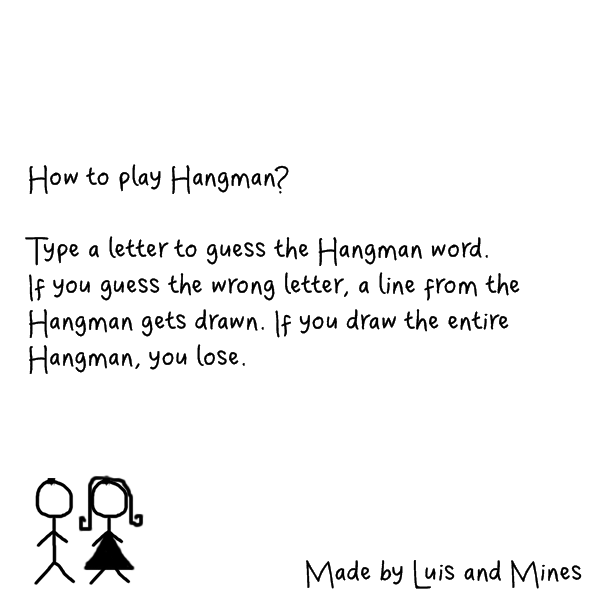 How to play Hangman?
Type a letter to guess the Hangman word.
If you guess the wrong letter, a line from the
Hangman gets drawn. If you draw the entire
Hangman, you lose.
Made by Luis and Mines